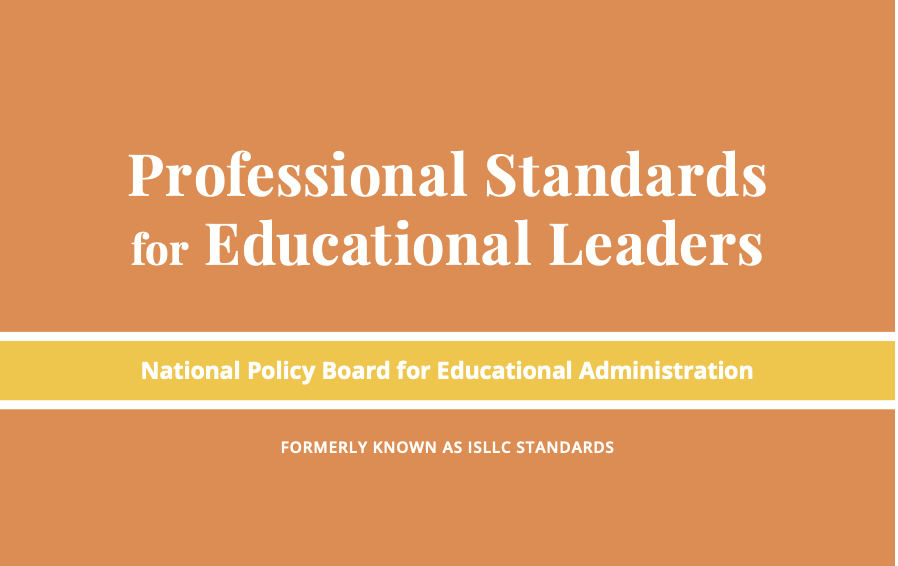 Professional Standards
for Educational Leaders
National Policy Board for Educational Administration
FORMERLY KNOWN AS ISLLC STANDARDS